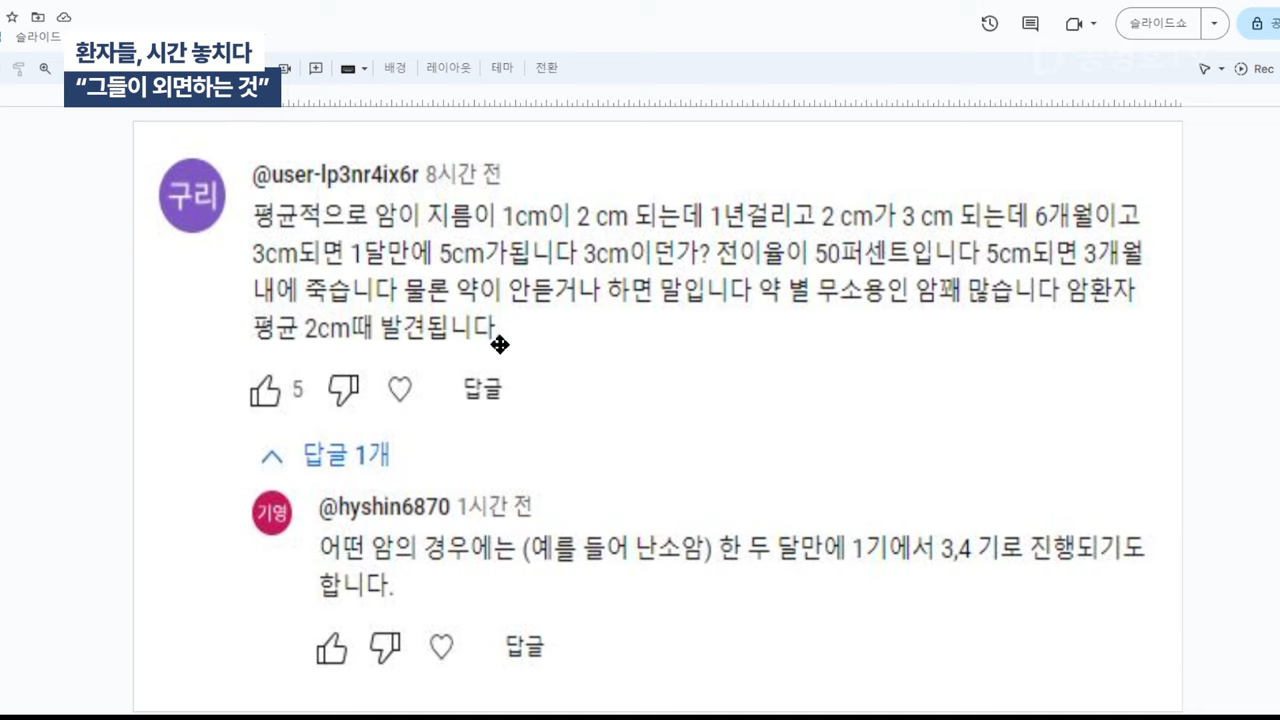 슬라이드
환자들, 시간 놓치다
“그들이 외면하는 것”
배경
레이아웃
테마
전환
슬라이드쇼
Rec
구리
@user-lp3nr4ix6r 8시간 전
평균적으로 암이 지름이 1cm이 2 cm 되는데 1년걸리고 2 cm가 3 cm 되는데 6개월이고
3cm되면 1달만에 5cm가됩니다 3cm이던가? 전이율이 50퍼센트입니다 5cm되면 3개월
내에 죽습니다 물론 약이 안듣거나 하면 말입니다 약 별 무소용인 암꽤 많습니다 암환자
평균 2cm때 발견됩니다
5
답글
답글 1개
기영
@hyshin6870 1시간 전
어떤 암의 경우에는 (예를 들어 난소암) 한 두 달만에 1기에서 3,4 기로 진행되기도
합니다.
답글